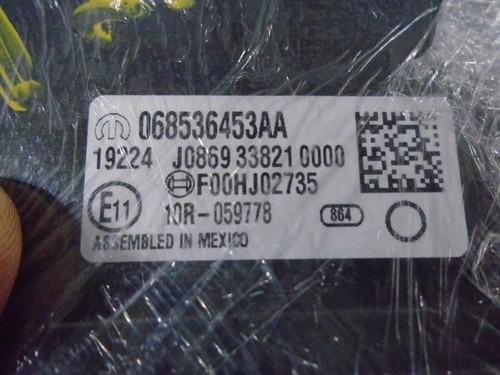 068536453AA
19224 J0869 33821 0000
F00HJ02735
E11 10R-059778 864
ASSEMBLED IN MEXICO